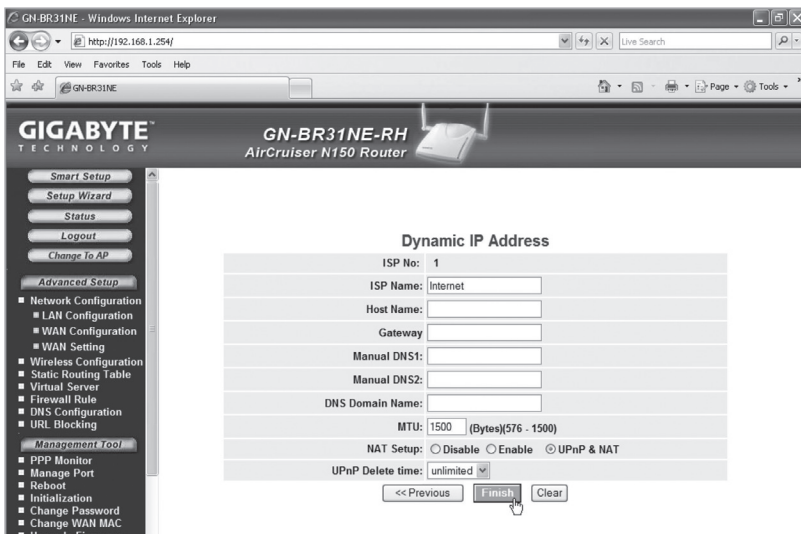 GN-BR31NE - Windows Internet Explorer
http://192.168.1.254/
Live Search
File Edit View Favorites Tools Help
GN-BR31NE
Page Tools
GIGABYTE™
TECHNOLOGY
GN-BR31NE-RH
AirCruiser N150 Router
Smart Setup
Setup Wizard
Status
Logout
Change To AP
Advanced Setup
Network Configuration
LAN Configuration
WAN Configuration
WAN Setting
Wireless Configuration
Static Routing Table
Virtual Server
Firewall Rule
DNS Configuration
URL Blocking
Management Tool
PPP Monitor
Manage Port
Reboot
Initialization
Change Password
Change WAN MAC
Dynamic IP Address
ISP No: 1
ISP Name: Internet
Host Name:
Gateway
Manual DNS1:
Manual DNS2:
DNS Domain Name:
MTU: 1500 (Bytes)(576 - 1500)
NAT Setup: Disable Enable UPnP & NAT
UPnP Delete time: unlimited
<< Previous Finish Clear